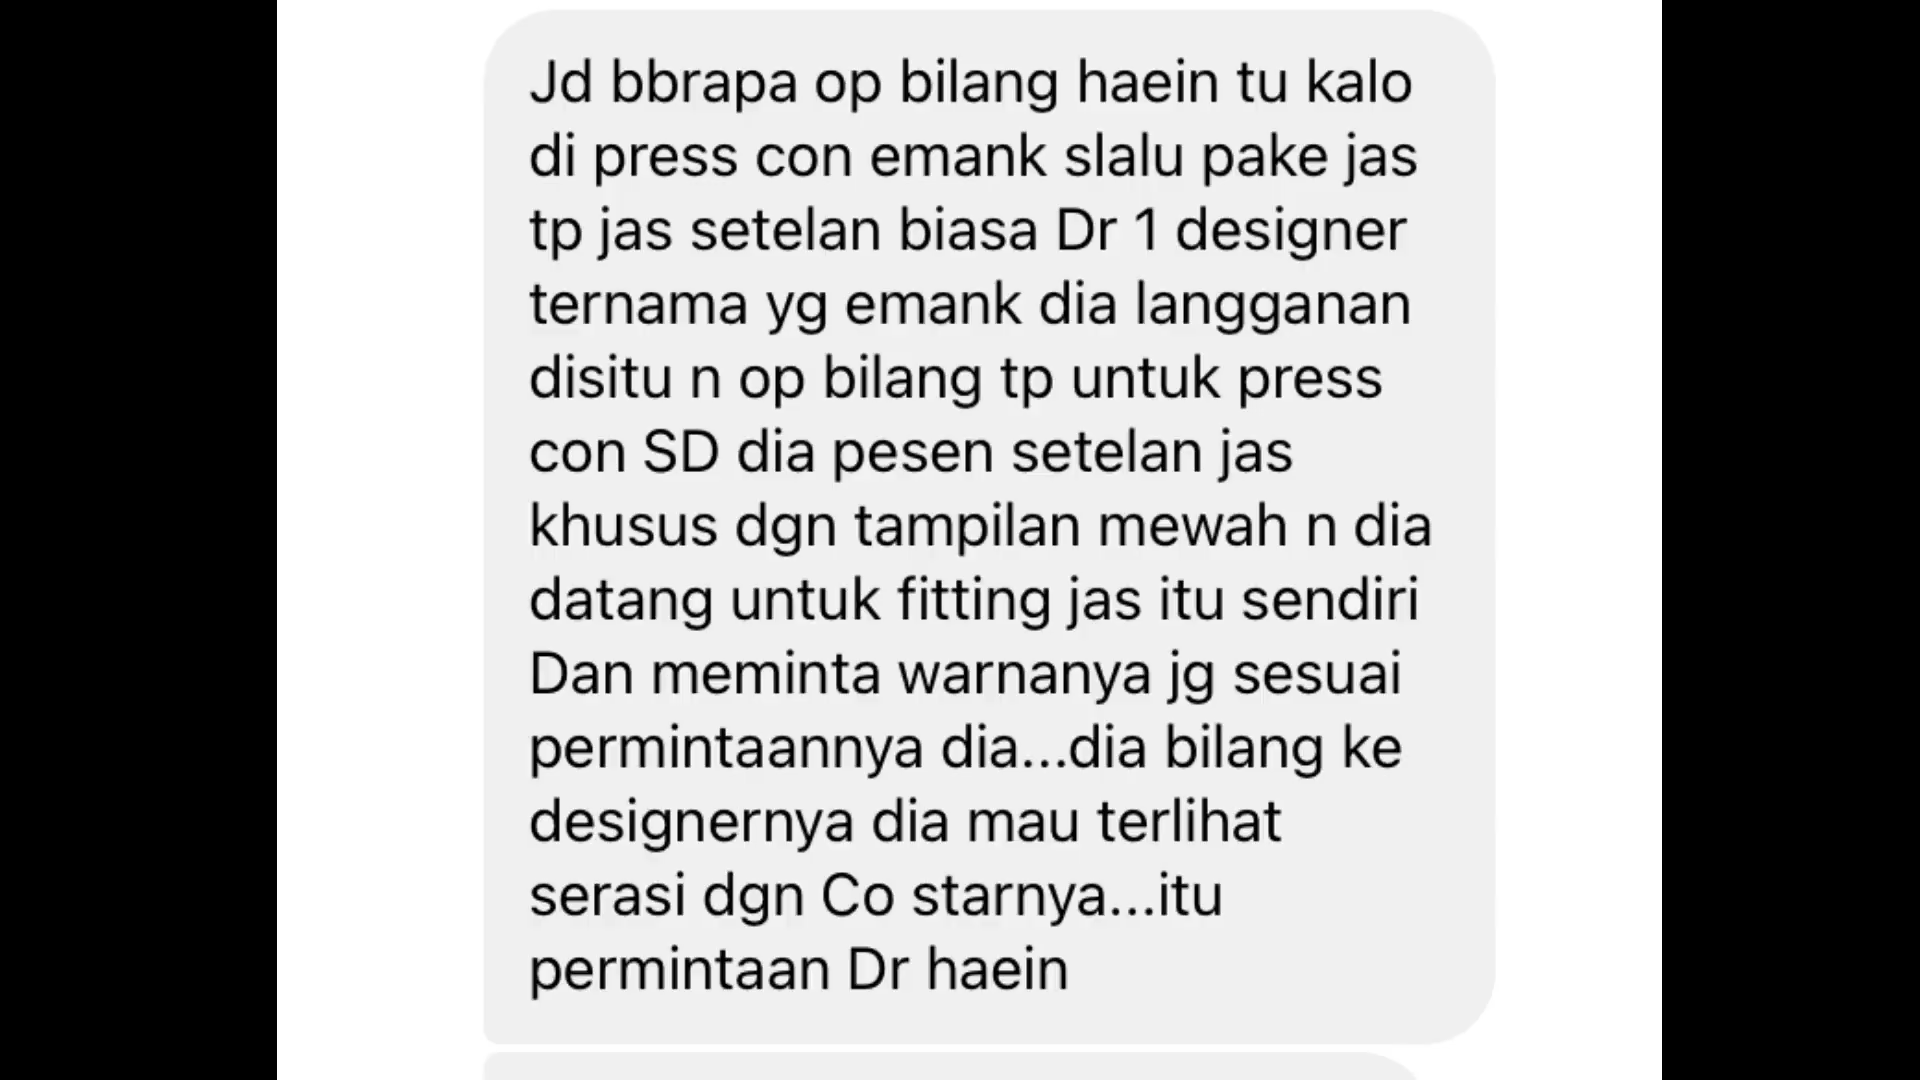 Jd bbrapa op bilang haein tu kalo
di press con emank slalu pake jas
tp jas setelan biasa Dr 1 designer
ternama yg emank dia langganan
disitu n op bilang tp untuk press
con SD dia pesen setelan jas
khusus dgn tampilan mewah n dia
datang untuk fitting jas itu sendiri
Dan meminta warnanya jg sesuai
permintaannya dia...dia bilang ke
designernya dia mau terlihat
serasi dgn Co starnya...itu
permintaan Dr haein